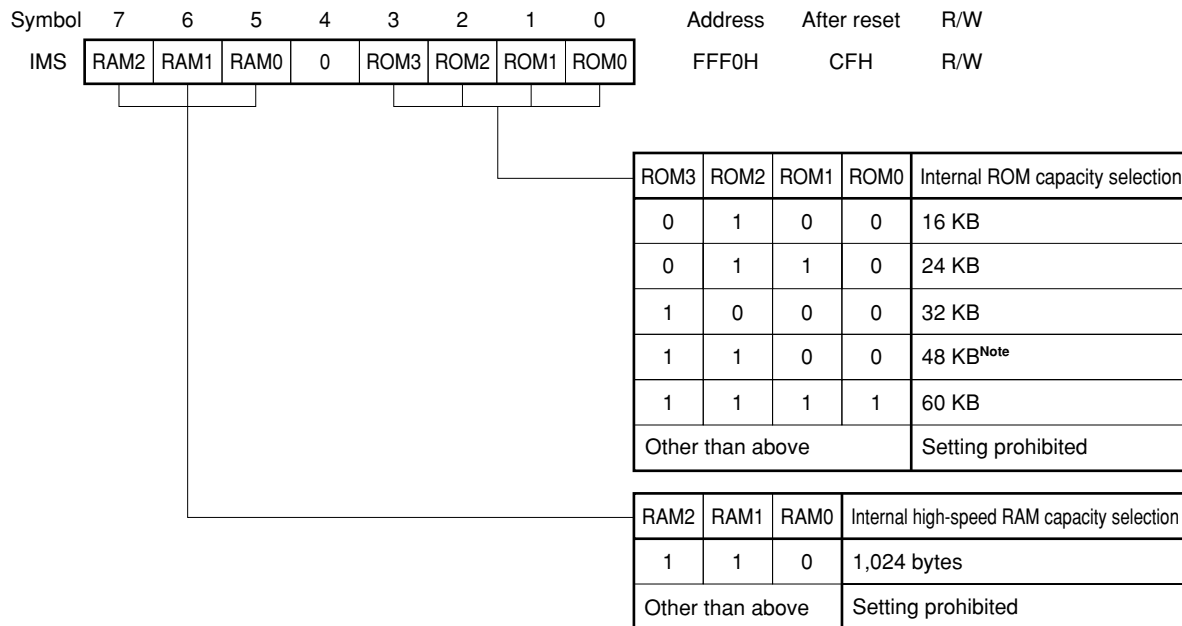 Symbol 7 6 5 4 3 2 1 0 Address After reset R/W
IMS RAM2 RAM1 RAM0 0 ROM3 ROM2 ROM1 ROM0 FFF0H CFH R/W
ROM3 ROM2 ROM1 ROM0 Internal ROM capacity selection
0 1 0 0 16 KB
0 1 1 0 24 KB
1 0 0 0 32 KB
1 1 0 0 48 KBNote
1 1 1 1 60 KB
Other than above Setting prohibited
RAM2 RAM1 RAM0 Internal high-speed RAM capacity selection
1 1 0 1,024 bytes
Other than above Setting prohibited